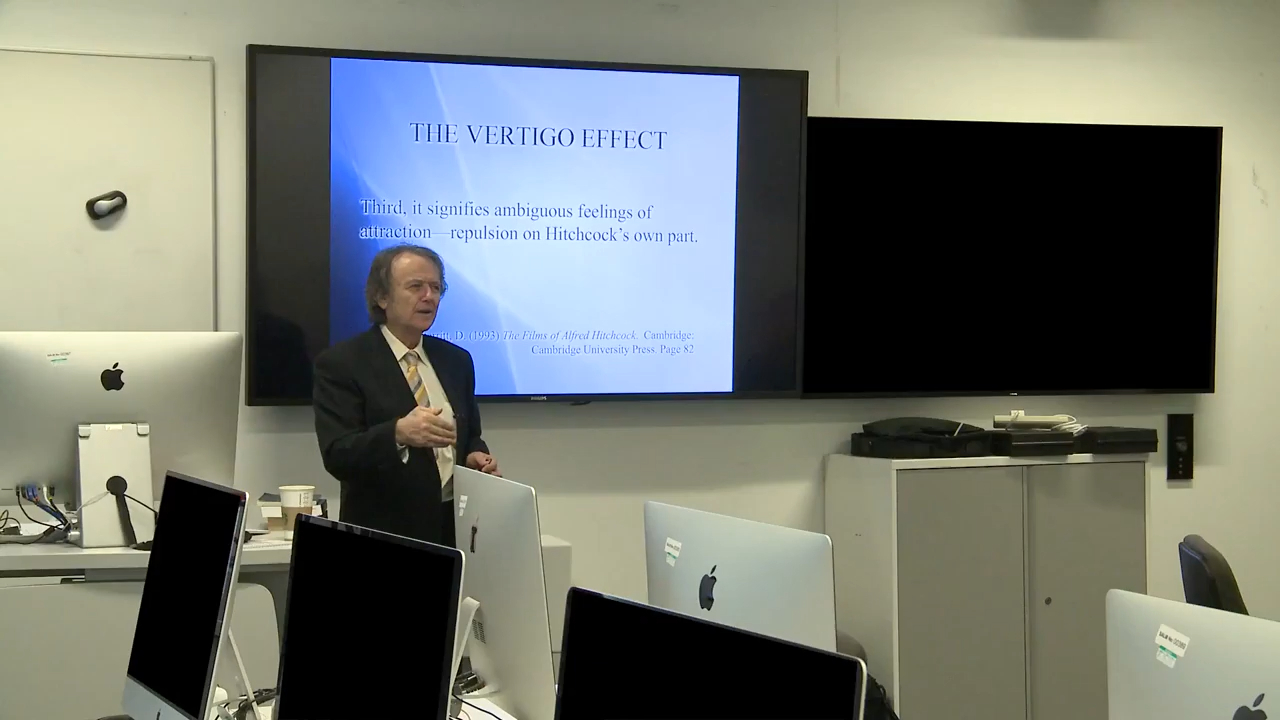 THE VERTIGO EFFECT
Third, it signifies ambiguous feelings of
attraction—repulsion on Hitchcock's own part.
D. (1993) The Films of Alfred Hitchcock. Cambridge:
Cambridge University Press. Page 82
PHILIPS